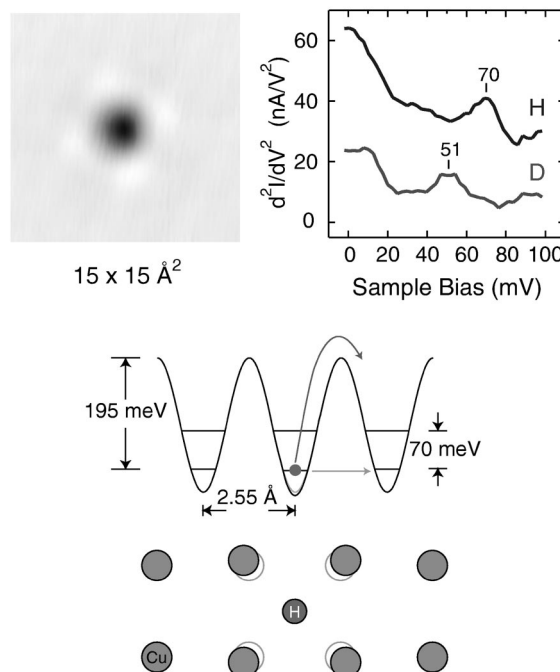 15 x 15 Å²
d²I/dV² (nA/V²)
60
40
20
0
70
H
51
D
0 20 40 60 80 100
Sample Bias (mV)
195 meV
70 meV
2.55 Å
H
Cu